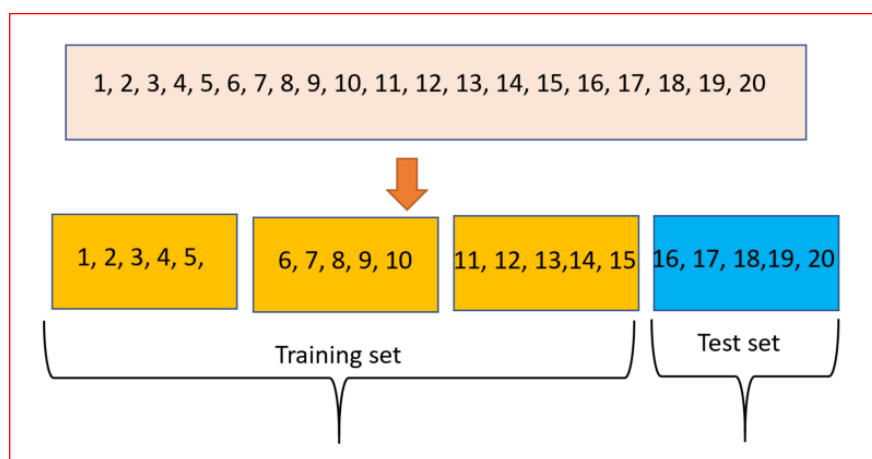 1, 2, 3, 4, 5, 6, 7, 8, 9, 10, 11, 12, 13, 14, 15, 16, 17, 18, 19, 20
1, 2, 3, 4, 5,
6, 7, 8, 9, 10
11, 12, 13,14, 15
16, 17, 18,19, 20
Training set
Test set